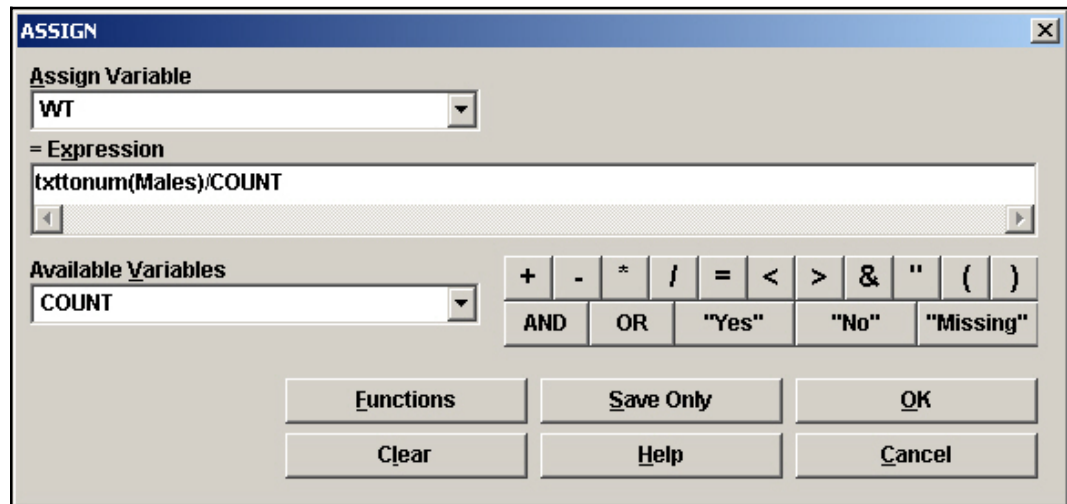 ASSIGN
Assign Variable
WT
= Expression
txttonum(Males)/COUNT
Available Variables
COUNT
+ - * / = < > & " ( )
AND OR "Yes" "No" "Missing"
Functions Save Only OK
Clear Help Cancel